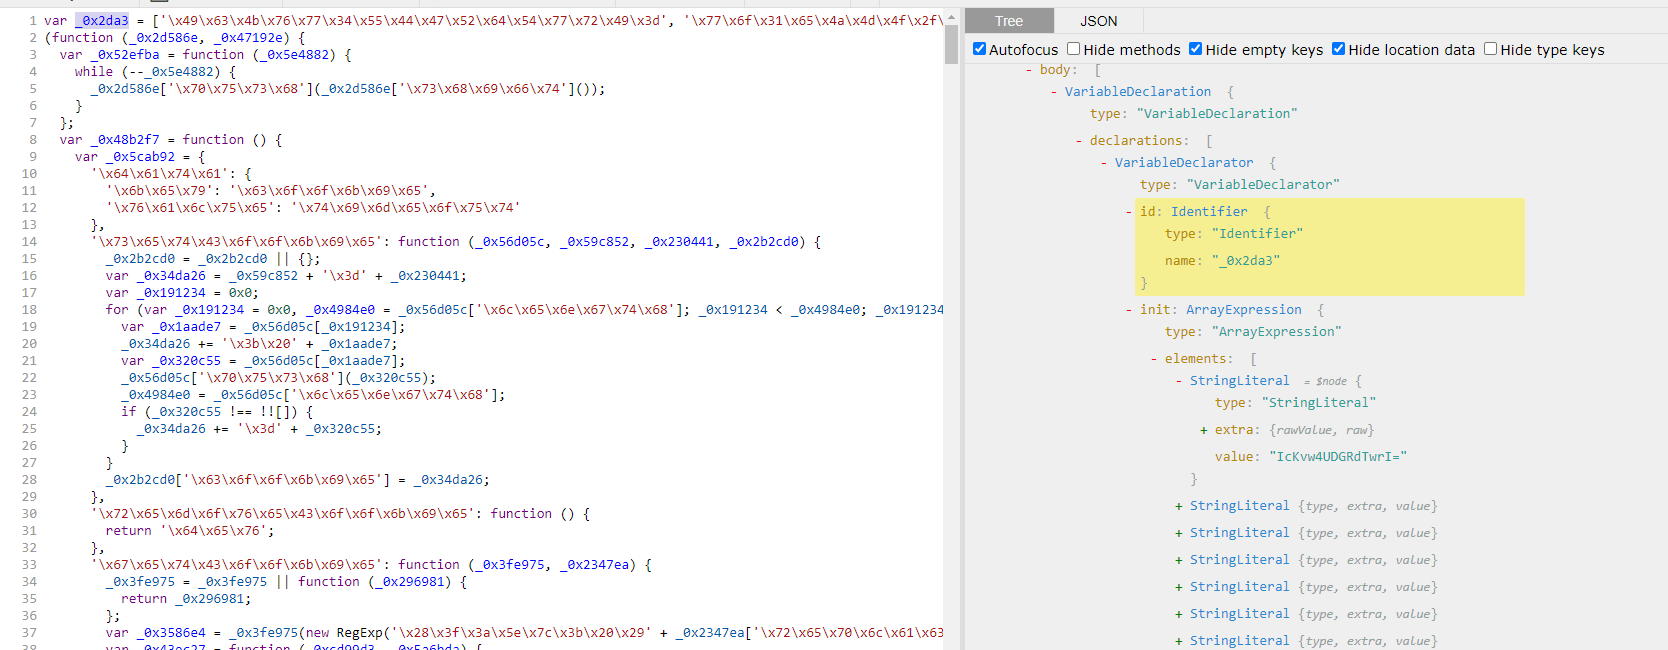 1 var _0x2da3 = ['\x49\x63\x4b\x76\x77\x34\x55\x44\x47\x52\x64\x54\x77\x72\x49\x3d', '\x77\x6f\x31\x65\x4a\x4d\x4f\x2f\
2 (function (_0x2d586e, _0x47192e) {
3 var _0x52efba = function (_0x5e4882) {
4 while (--_0x5e4882) {
5 _0x2d586e['\x70\x75\x73\x68'](_0x2d586e['\x73\x68\x69\x66\x74']());
6 }
7 };
8 var _0x48b2f7 = function () {
9 var _0x5cab92 = {
10 '\x64\x61\x74\x61': {
11 '\x6b\x65\x79': '\x63\x6f\x6f\x6b\x69\x65',
12 '\x76\x61\x6c\x75\x65': '\x74\x69\x6d\x65\x6f\x75\x74'
13 },
14 '\x73\x65\x74\x43\x6f\x6f\x6b\x69\x65': function (_0x56d05c, _0x59c852, _0x230441, _0x2b2cd0) {
15 _0x2b2cd0 = _0x2b2cd0 || {};
16 var _0x34da26 = _0x59c852 + '\x3d' + _0x230441;
17 var _0x191234 = 0x0;
18 for (var _0x191234 = 0x0, _0x4984e0 = _0x56d05c['\x6c\x65\x6e\x67\x74\x68']; _0x191234 < _0x4984e0; _0x191234
19 var _0x1aade7 = _0x56d05c[_0x191234];
20 _0x34da26 += '\x3b\x20' + _0x1aade7;
21 var _0x320c55 = _0x56d05c[_0x1aade7];
22 _0x56d05c['\x70\x75\x73\x68'](_0x320c55);
23 _0x4984e0 = _0x56d05c['\x6c\x65\x6e\x67\x74\x68'];
24 if (_0x320c55 !== !![]) {
25 _0x34da26 += '\x3d' + _0x320c55;
26 }
27 }
28 _0x2b2cd0['\x63\x6f\x6f\x6b\x69\x65'] = _0x34da26;
29 },
30 '\x72\x65\x6d\x6f\x76\x65\x43\x6f\x6f\x6b\x69\x65': function () {
31 return '\x64\x65\x76';
32 },
33 '\x67\x65\x74\x43\x6f\x6f\x6b\x69\x65': function (_0x3fe975, _0x2347ea) {
34 _0x3fe975 = _0x3fe975 || function (_0x296981) {
35 return _0x296981;
36 };
37 var _0x3586e4 = _0x3fe975(new RegExp('\x28\x3f\x3a\x5e\x7c\x3b\x20\x29' + _0x2347ea['\x72\x65\x70\x6c\x61\x63
Tree JSON
Autofocus Hide methods Hide empty keys Hide location data Hide type keys
- body: [
- VariableDeclaration {
type: "VariableDeclaration"
- declarations: [
- VariableDeclarator {
type: "VariableDeclarator"
- id: Identifier {
type: "Identifier"
name: "_0x2da3"
}
- init: ArrayExpression {
type: "ArrayExpression"
- elements: [
- StringLiteral = $node {
type: "StringLiteral"
+ extra: {rawValue, raw}
value: "IcKvw4UDGRdTwrI="
}
+ StringLiteral {type, extra, value}
+ StringLiteral {type, extra, value}
+ StringLiteral {type, extra, value}
+ StringLiteral {type, extra, value}
+ StringLiteral {type, extra, value}
+ StringLiteral {type, extra, value}